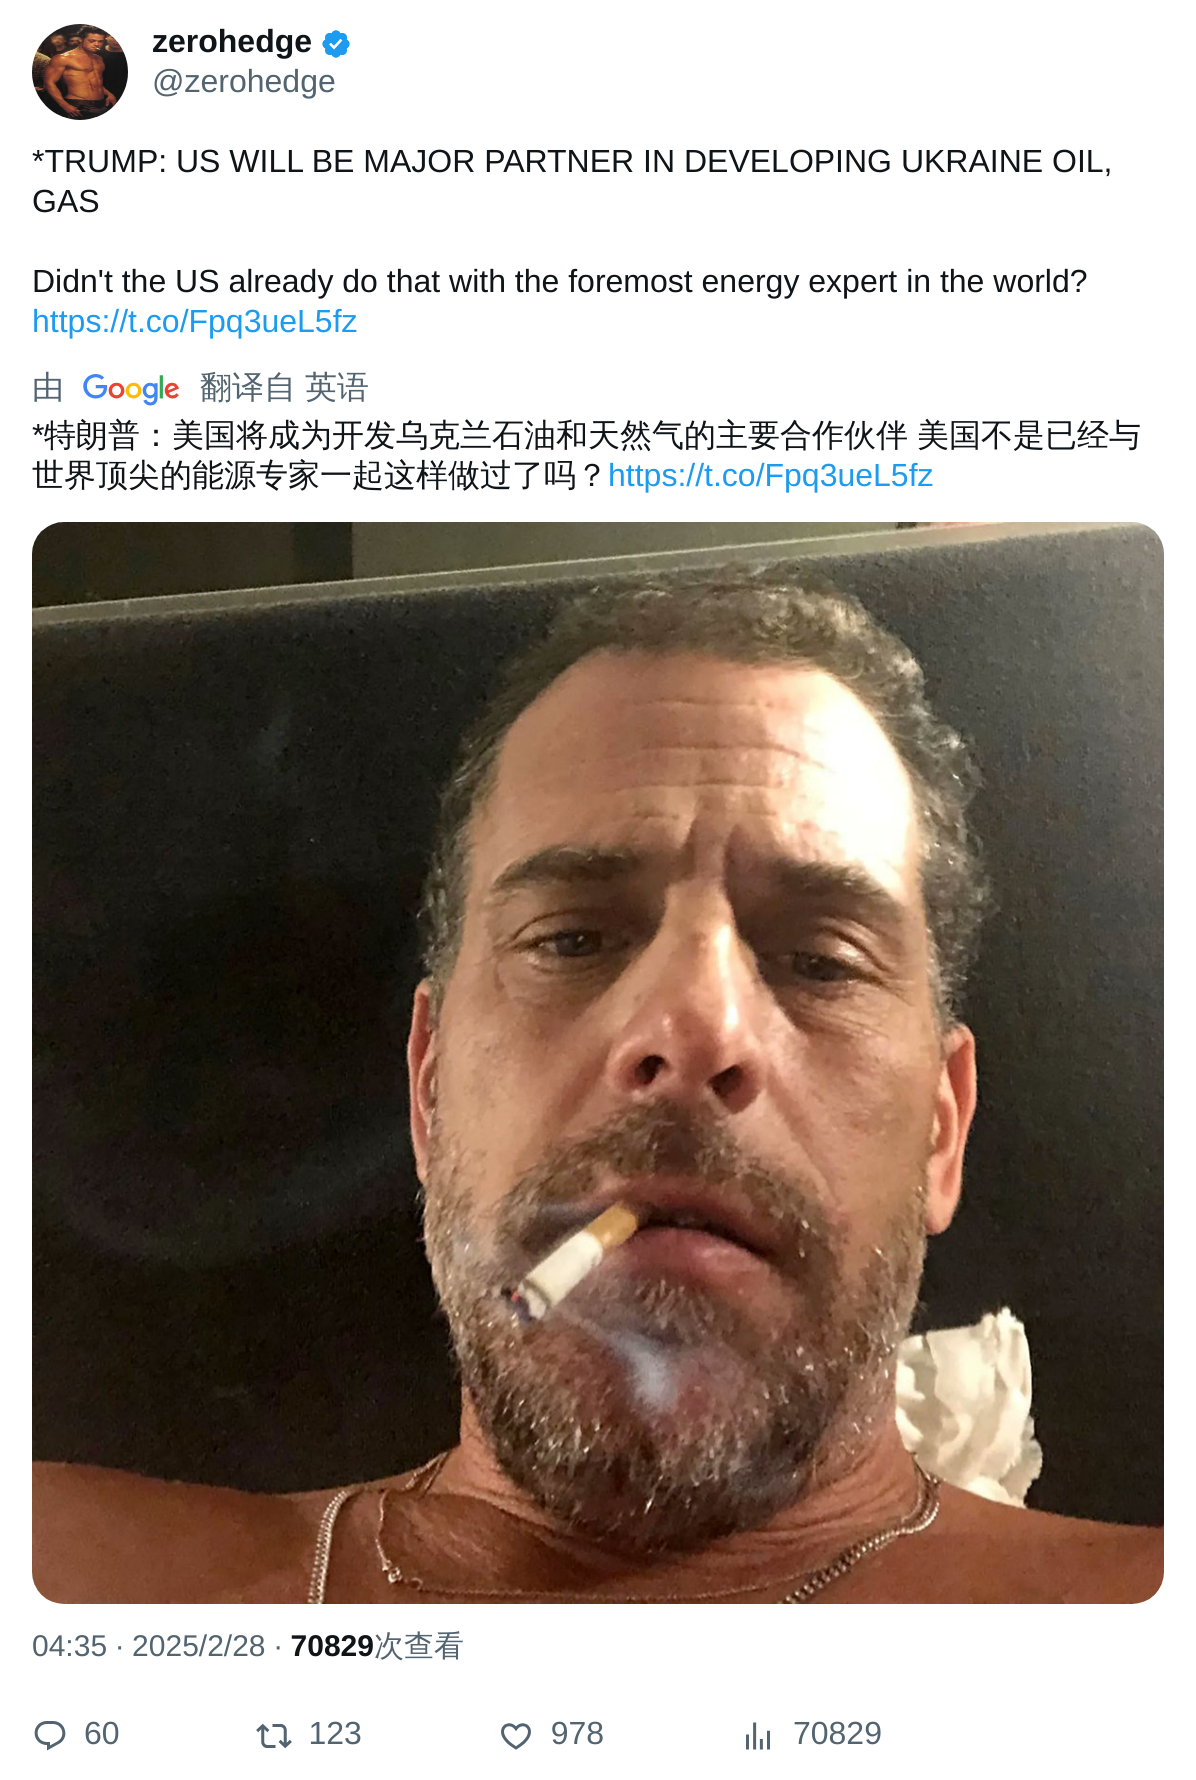 zerohedge
@zerohedge
*TRUMP: US WILL BE MAJOR PARTNER IN DEVELOPING UKRAINE OIL,
GAS
Didn't the US already do that with the foremost energy expert in the world?
https://t.co/Fpq3ueL5fz
由 Google 翻译自 英语
*特朗普：美国将成为开发乌克兰石油和天然气的主要合作伙伴 美国不是已经与
世界顶尖的能源专家一起这样做过了吗？https://t.co/Fpq3ueL5fz
04:35 · 2025/2/28 · 70829次查看
60 123 978 70829